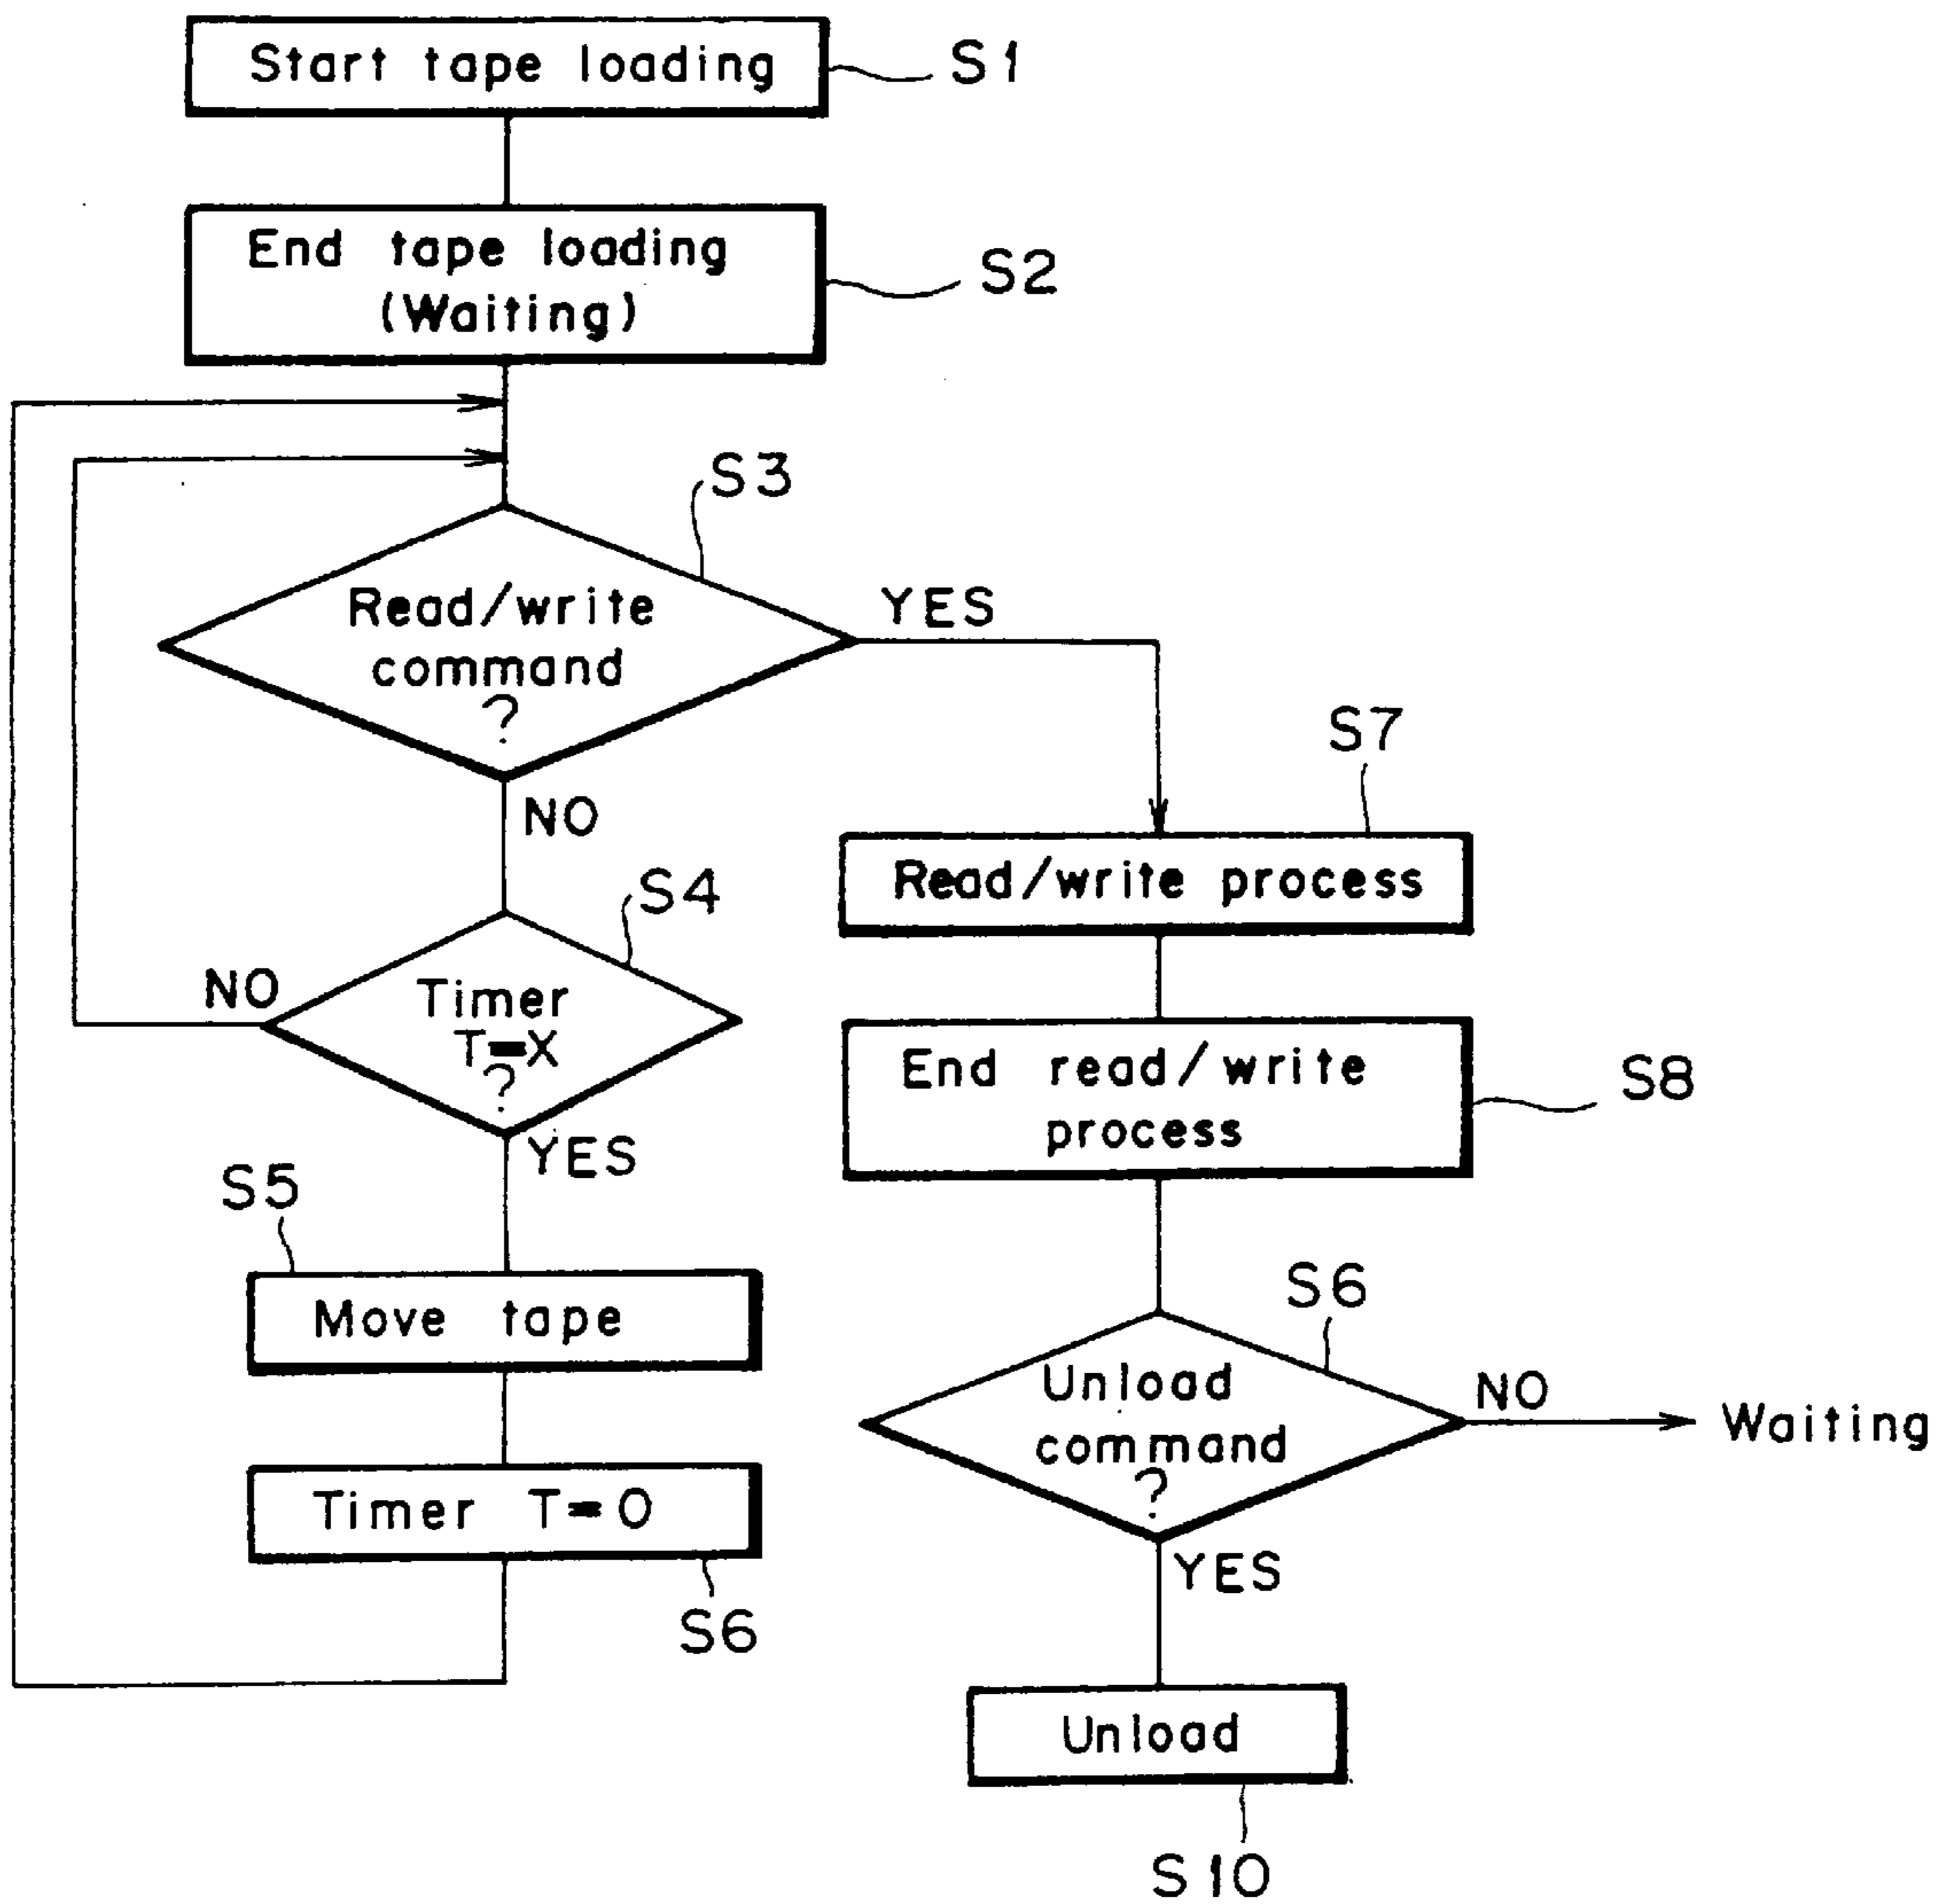 Start tape loading
S1
End tape loading
(Waiting)
S2
S3
Read/write
command
?
YES
NO
S4
Timer
T=X
?
NO
YES
S5
Move tape
Timer T=0
S6
S7
Read/write process
End read/write
process
S8
S6
Unload
command
?
NO
Waiting
YES
Unload
S10